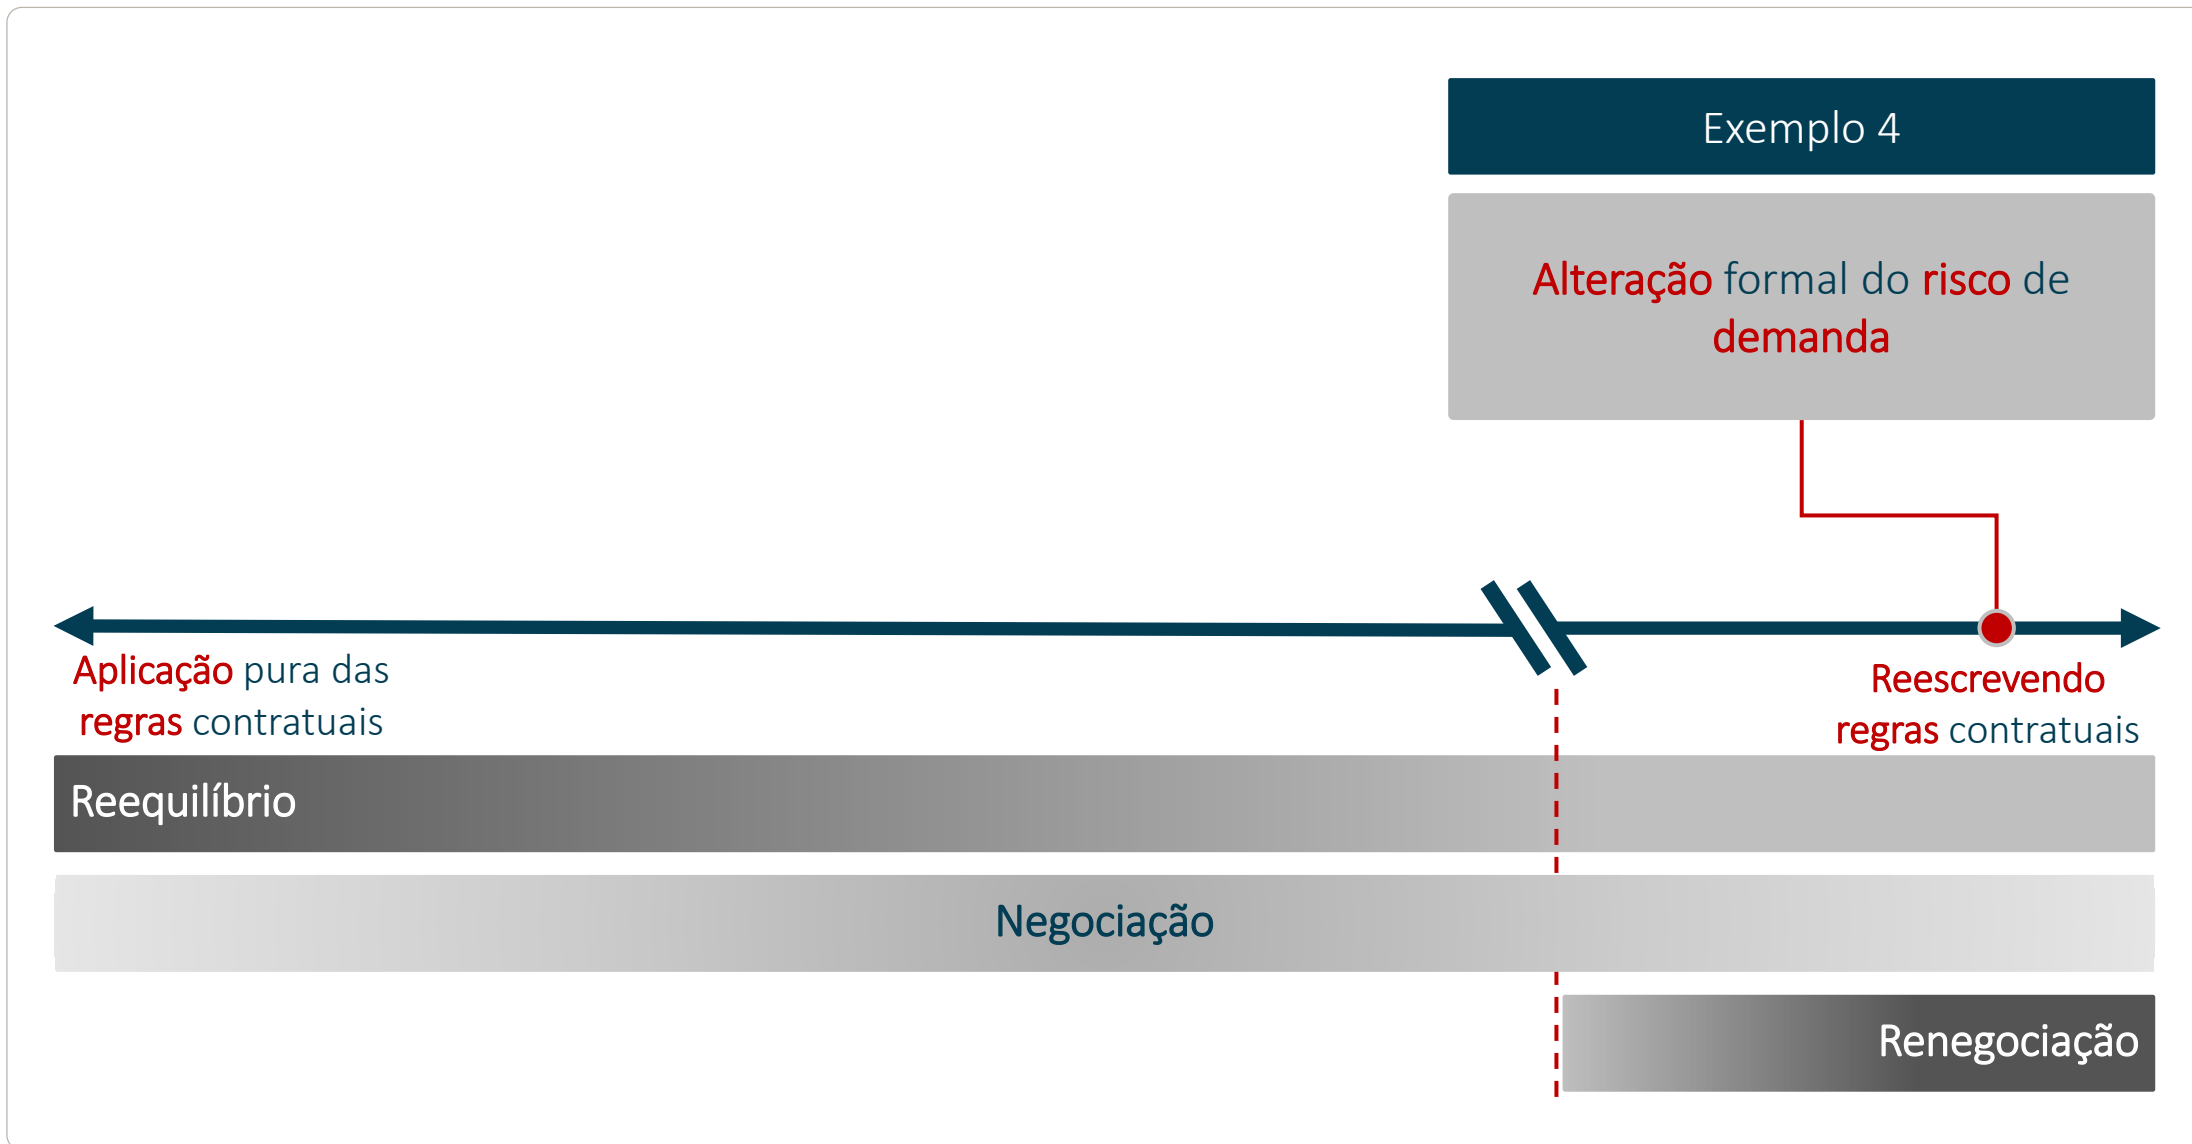 Exemplo 4
Alteração formal do risco de
demanda
Aplicação pura das
regras contratuais
Reescrevendo
regras contratuais
Reequilíbrio
Negociação
Renegociação